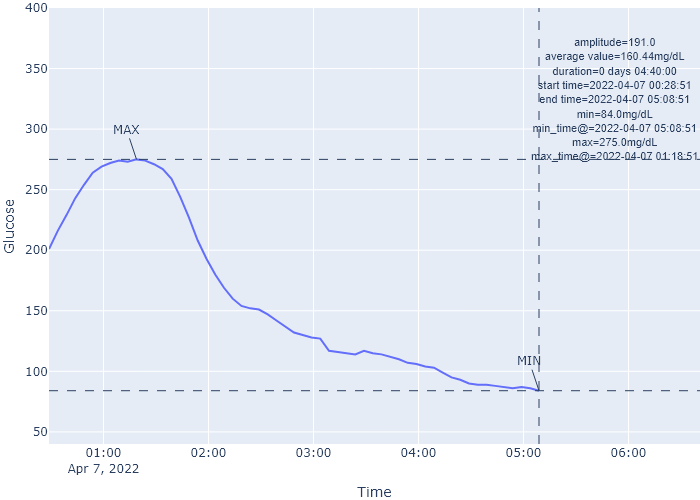 400
350
300
250
200
150
100
50
Glucose
amplitude=191.0
average value=160.44mg/dL
duration=0 days 04:40:00
start time=2022-04-07 00:28:51
end time=2022-04-07 05:08:51
min=84.0mg/dL
min_time@=2022-04-07 05:08:51
max=275.0mg/dL
max_time@=2022-04-07 01:18:51
MAX
MIN
01:00
02:00
03:00
04:00
05:00
06:00
Apr 7, 2022
Time